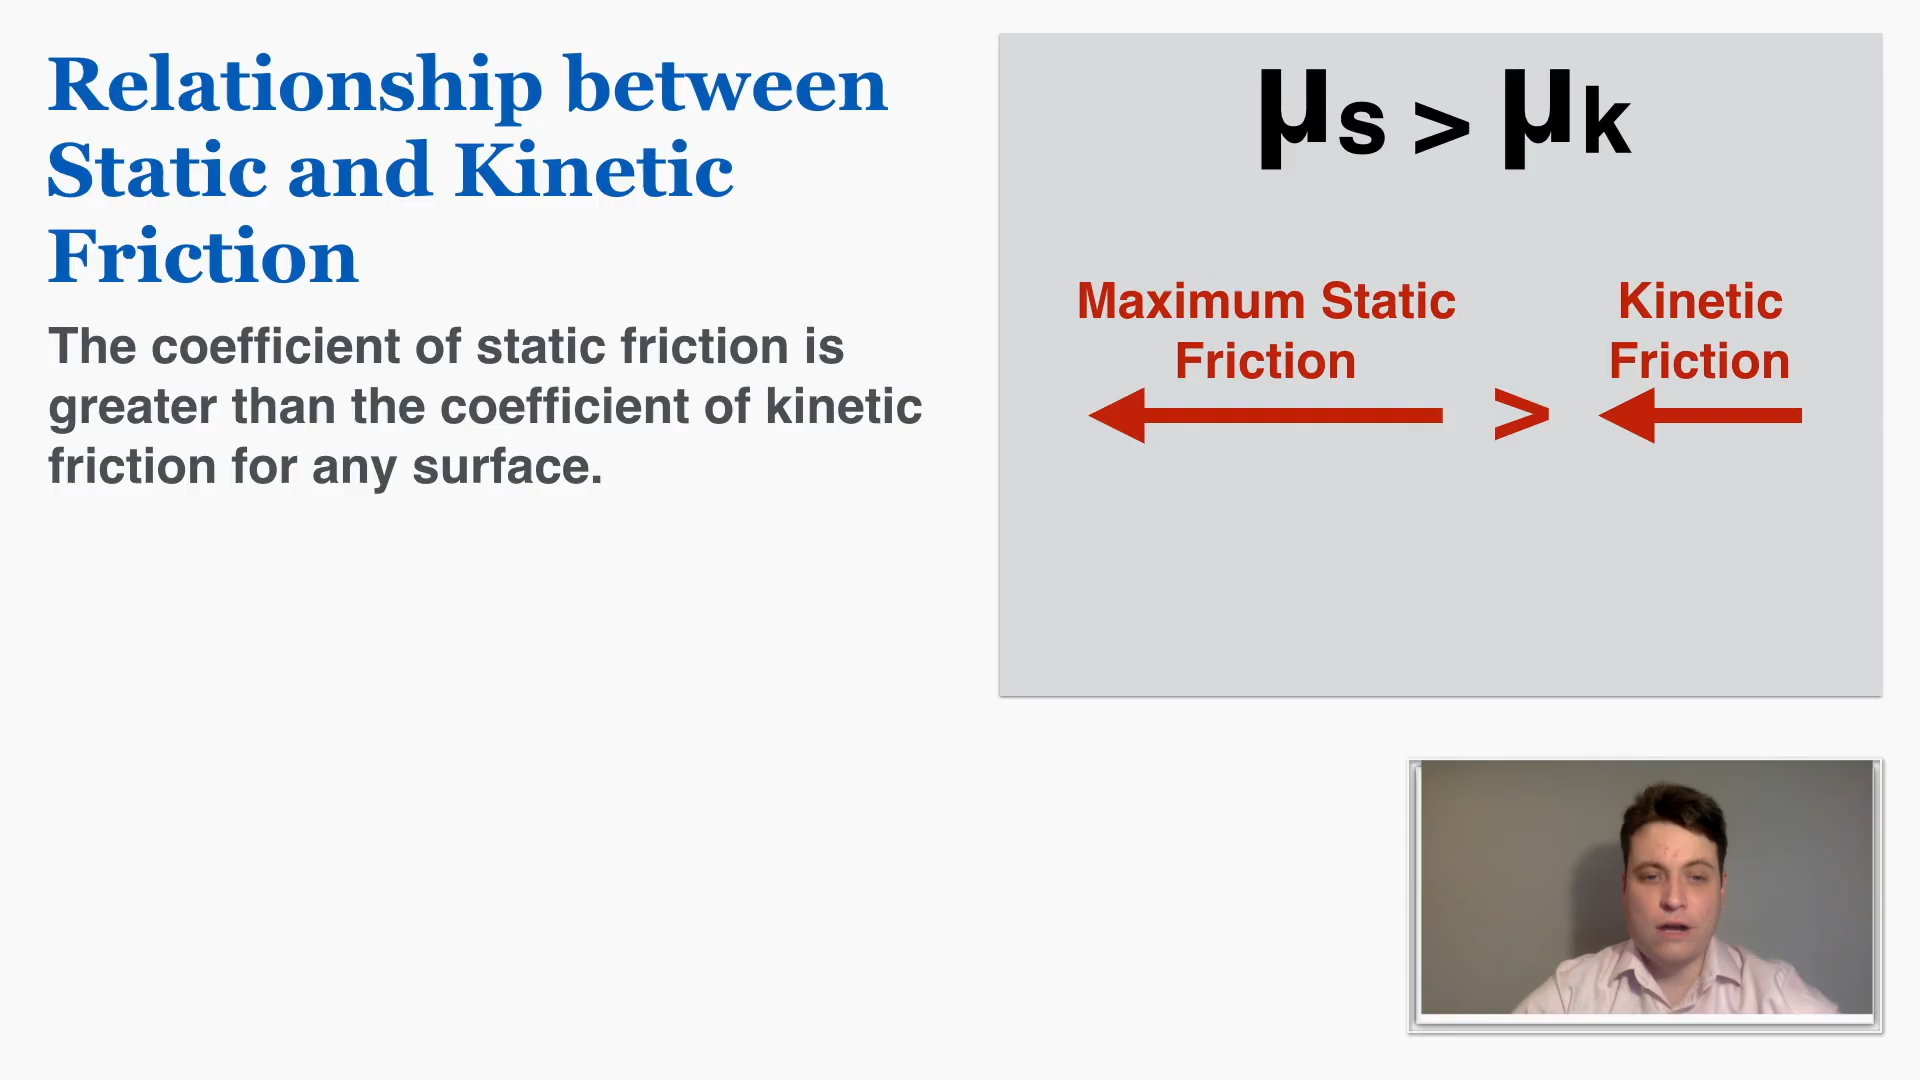 Relationship between
Static and Kinetic
Friction
The coefficient of static friction is
greater than the coefficient of kinetic
friction for any surface.
μs > μk
Maximum Static
Friction
>
Kinetic
Friction